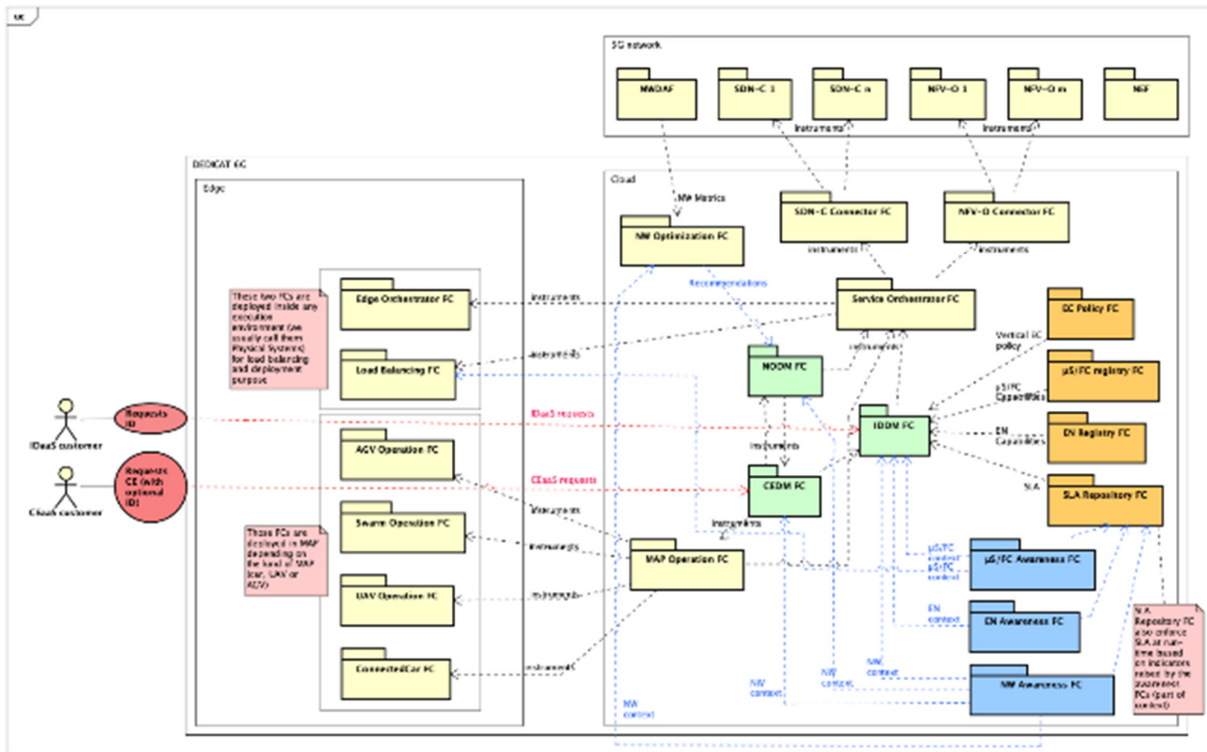 uc
5G network
NWDAF
SDN-C 1
SDN-C n
NFV-O 1
NFV-O m
NEF
instruments
instruments
DEDICAT 6G
Edge
Cloud
NW Metrics
SDN-C Connector FC
NFV-O Connector FC
NW Optimization FC
instruments
instruments
Recommendations
These two FCs are
deployed inside any
execution
environment (we
usually call them
Physical Systems)
for load balancing
and deployment
purpose
Edge Orchestrator FC
instruments
Service Orchestrator FC
EC Policy FC
Load Balancing FC
instruments
instruments
Vertical EC
policy
NODM FC
µS/FC registry FC
µS/FC
Capabilities
IDaaS customer
Requests
ID
IDaaS requests
IDDM FC
EN Registry FC
EN
Capabilities
AGV Operation FC
instruments
CEaaS customer
Requests
CE (with
optional
ID)
CEaaS requests
CEDM FC
SLA
SLA Repository FC
instruments
Swarm Operation FC
instruments
Those FCs are
deployed in MAP
depending on
the kind of MAP
(car, UAV or
AGV)
instruments
MAP Operation FC
µS/FC
context
µS/FC
context
µS/FC Awareness FC
UAV Operation FC
instruments
EN
context
EN Awareness FC
SLA
Repository FC
also enforce
SLA at run-
time based
on indicators
raised by the
awareness
FCs (part of
context)
ConnectedCar FC
instruments
NW
context
NW
context
NW
context
NW
NW Awareness FC